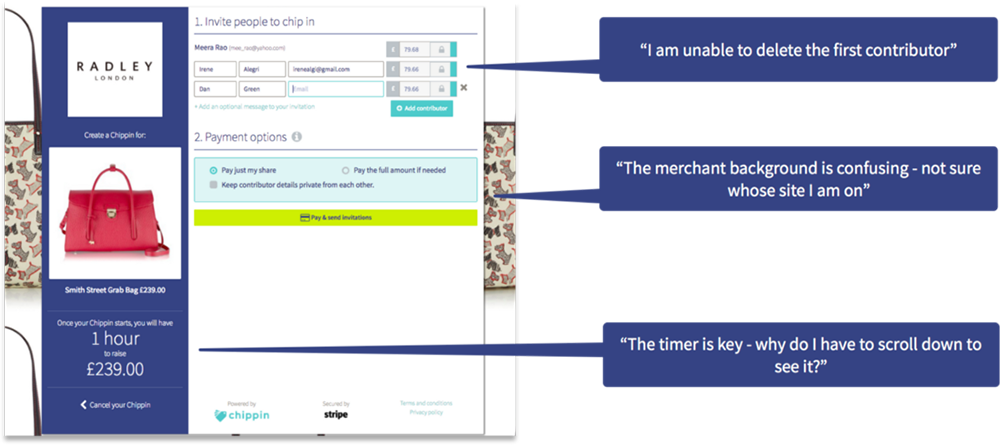 RADLEY
LONDON
Create a Chippin for:
Smith Street Grab Bag £239.00
Once your Chippin starts, you will have
1 hour
to raise
£239.00
Cancel your Chippin
1. Invite people to chip in
Meera Rao (mee_rao@yahoo.com) £ 79.68
Irene Alegri irenealgi@gmail.com £ 79.66
Dan Green Email £ 79.66 ✖
+ Add an optional message to your invitation
Add contributor
2. Payment options i
Pay just my share Pay the full amount if needed
Keep contributor details private from each other.
Pay & send invitations
Powered by
chippin
Secured by
stripe
Terms and conditions
Privacy policy
“I am unable to delete the first contributor”
“The merchant background is confusing - not sure
whose site I am on”
“The timer is key - why do I have to scroll down to
see it?”